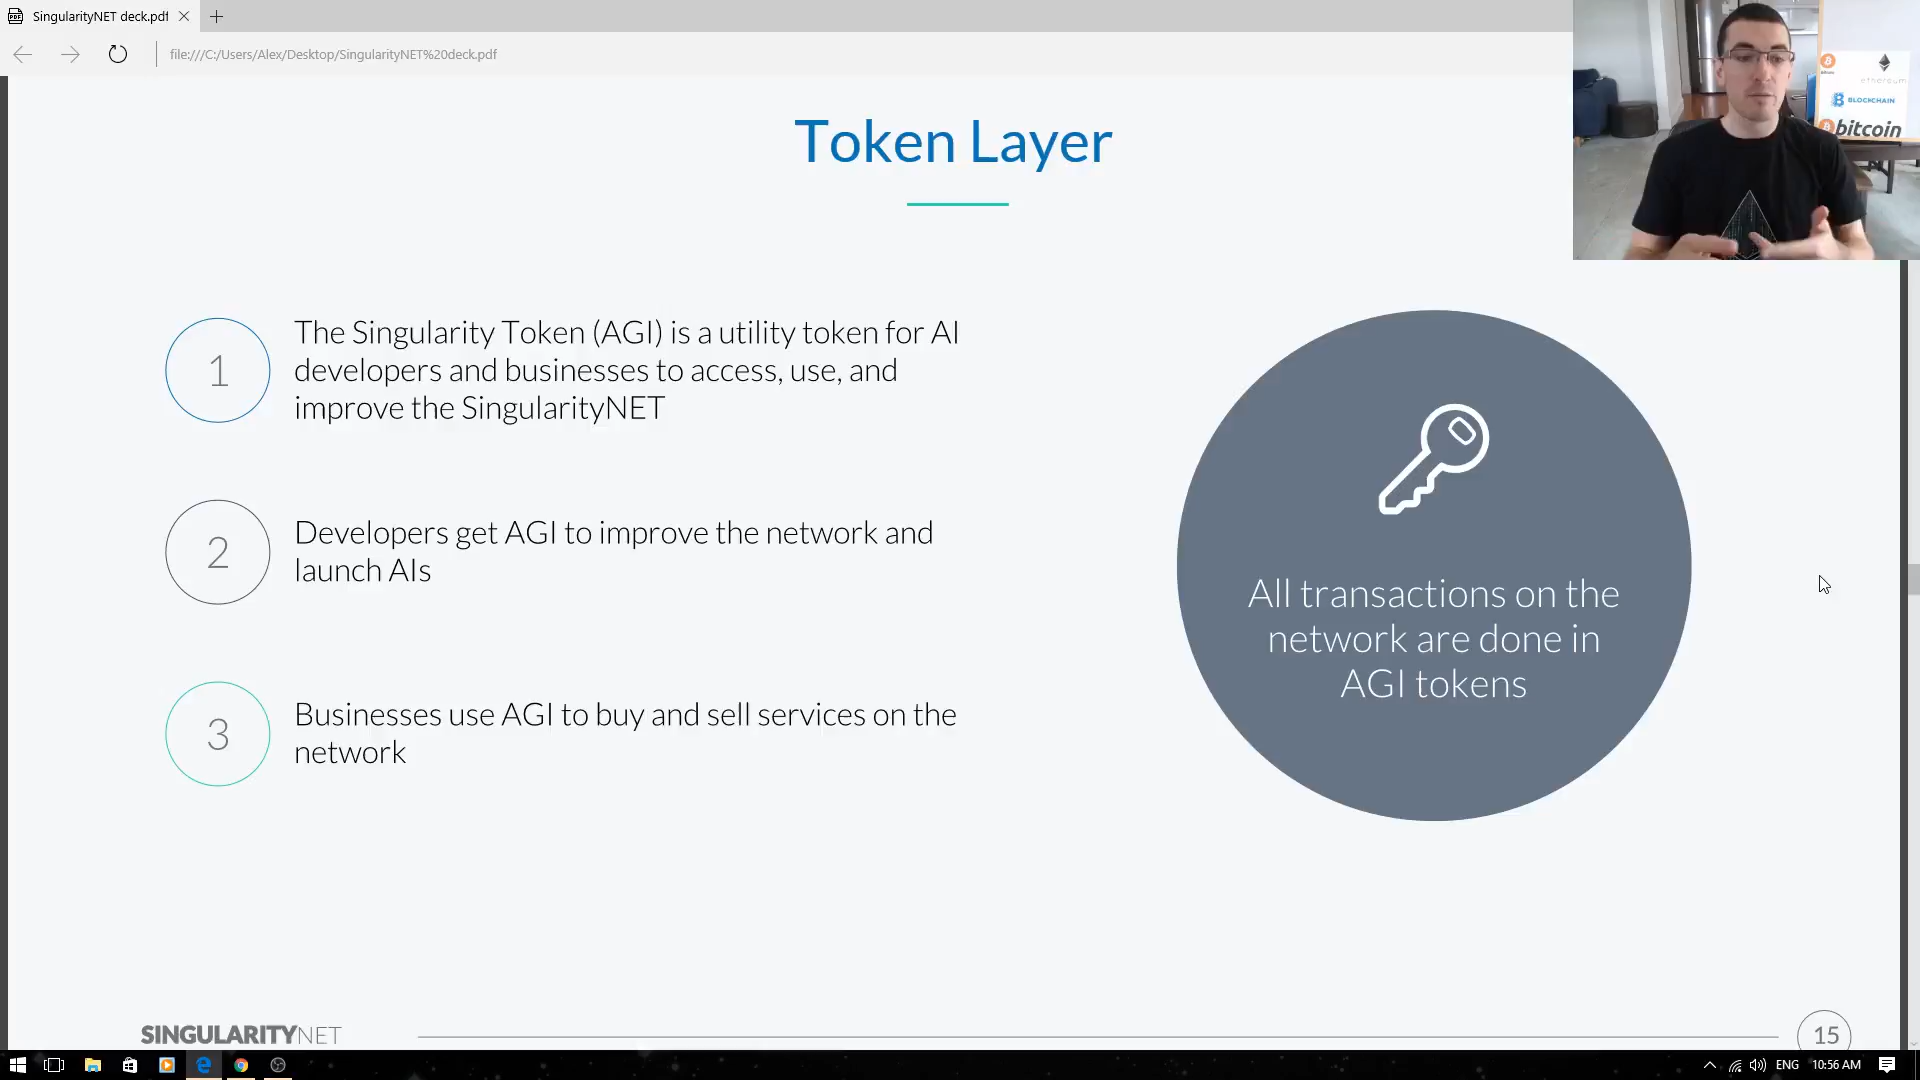 SingularityNET deck.pdf
file:///C:/Users/Alex/Desktop/SingularityNET%20deck.pdf
ethereum
BLOCKCHAIN
bitcoin
Token Layer
1
The Singularity Token (AGI) is a utility token for AI
developers and businesses to access, use, and
improve the SingularityNET
2
Developers get AGI to improve the network and
launch AIs
3
Businesses use AGI to buy and sell services on the
network
All transactions on the
network are done in
AGI tokens
SINGULARITYNET
15
ENG
10:56 AM